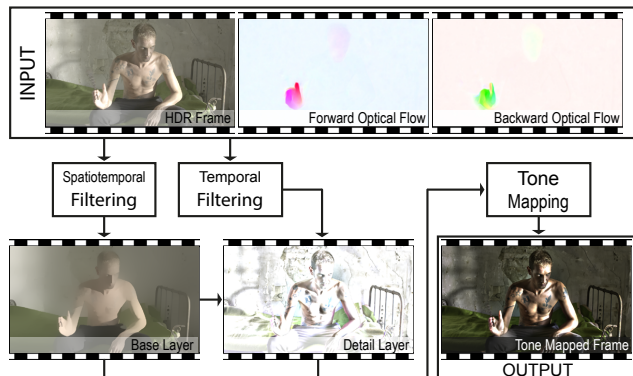 INPUT
HDR Frame
Forward Optical Flow
Backward Optical Flow
Spatiotemporal
Filtering
Temporal
Filtering
Tone
Mapping
Base Layer
Detail Layer
Tone Mapped Frame
OUTPUT